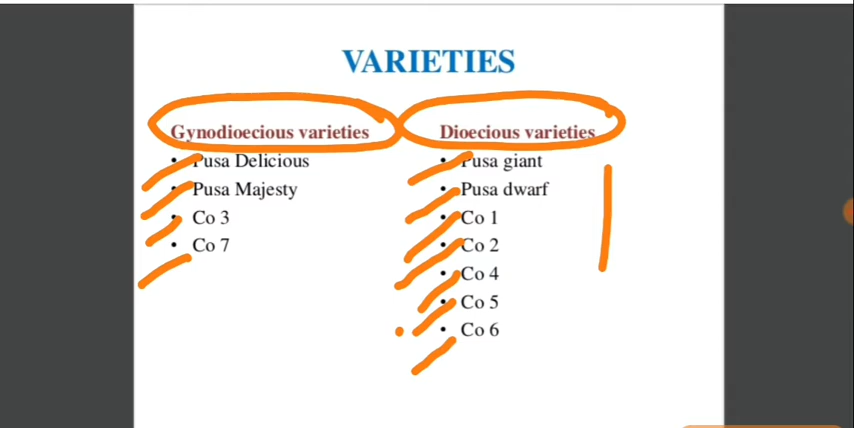 VARIETIES
Gynodioecious varieties
• Pusa Delicious
• Pusa Majesty
• Co 3
• Co 7
Dioecious varieties
• Pusa giant
• Pusa dwarf
• Co 1
• Co 2
• Co 4
• Co 5
• Co 6